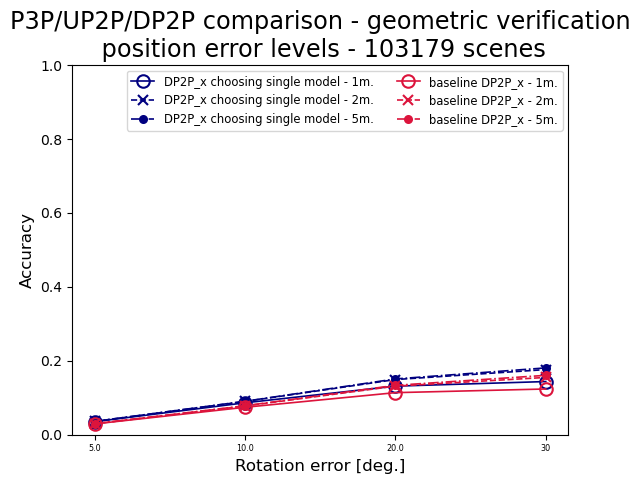 P3P/UP2P/DP2P comparison - geometric verification
position error levels - 103179 scenes
DP2P_x choosing single model - 1m.
DP2P_x choosing single model - 2m.
DP2P_x choosing single model - 5m.
baseline DP2P_x - 1m.
baseline DP2P_x - 2m.
baseline DP2P_x - 5m.
Accuracy
1.0
0.8
0.6
0.4
0.2
0.0
5.0
10.0
20.0
30
Rotation error [deg.]